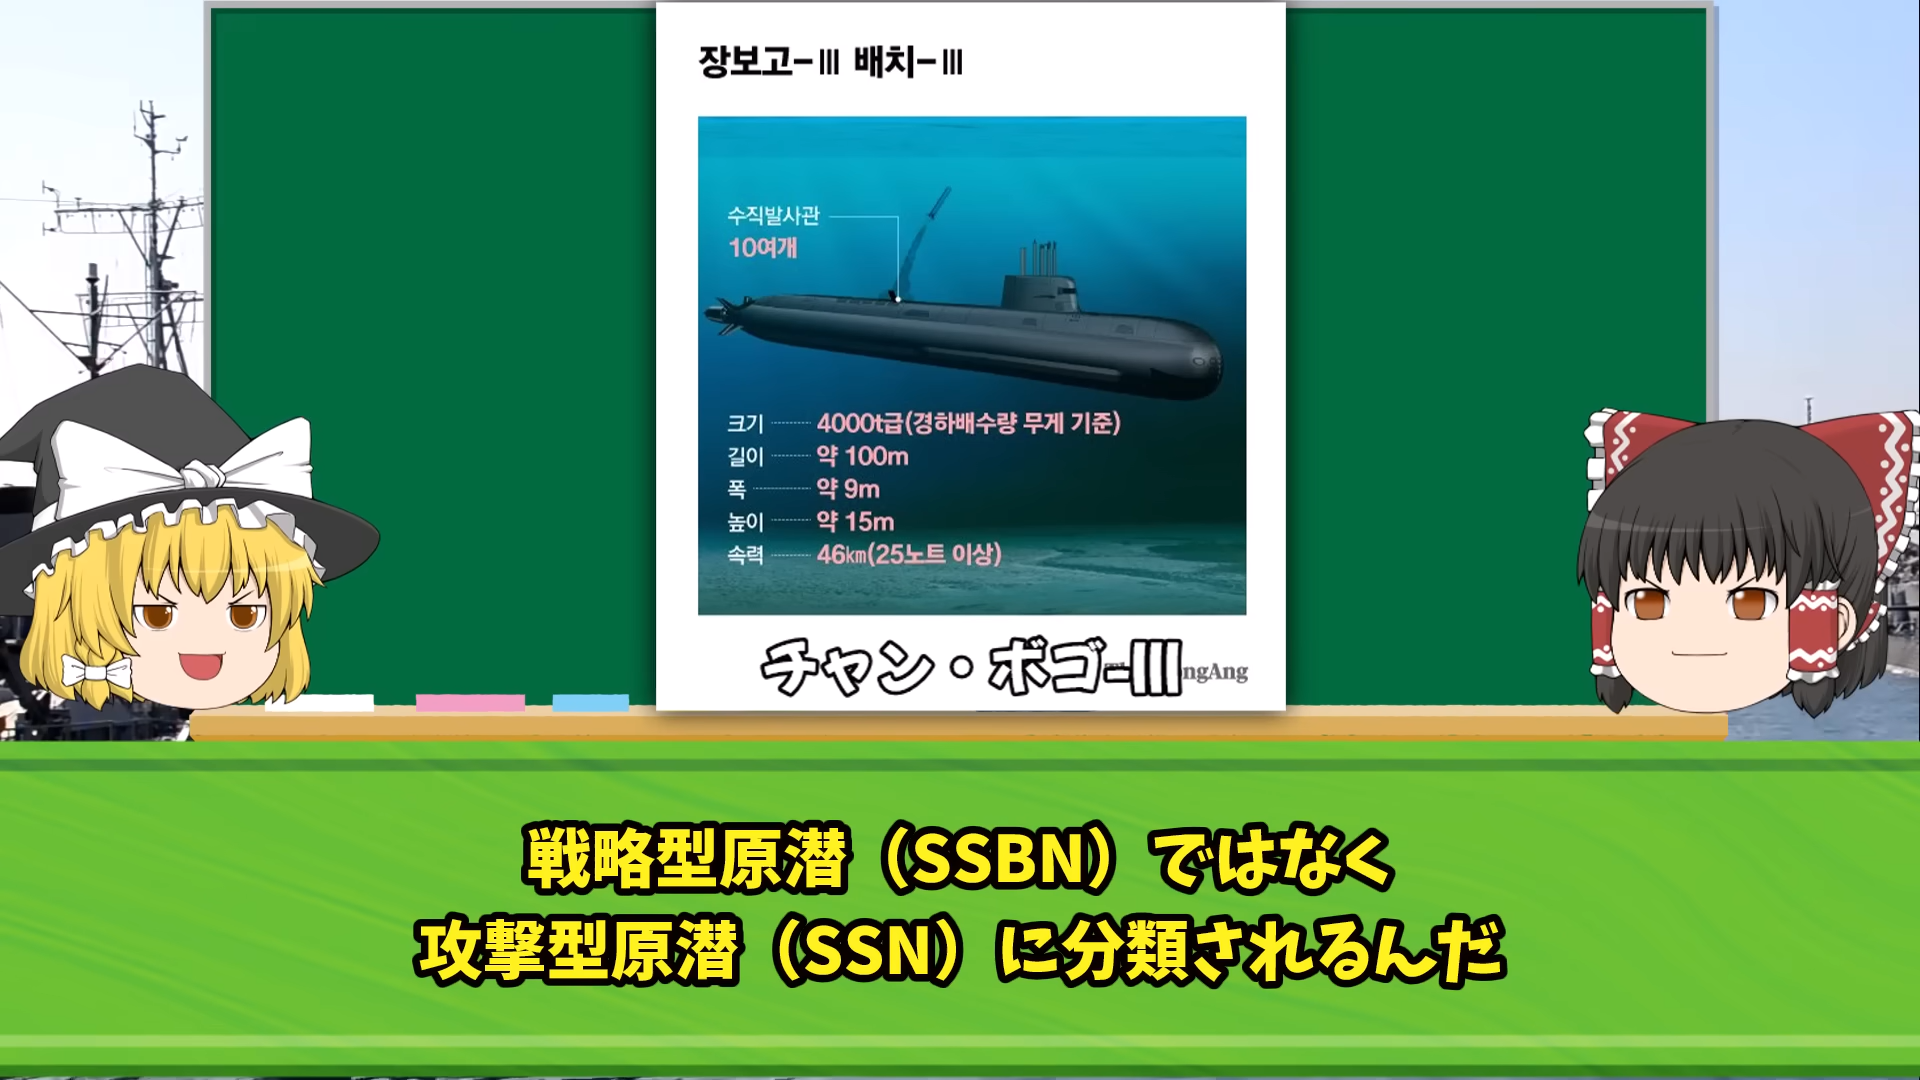 장보고-Ⅲ 배치-Ⅲ
수직발사관
10여개
크기 4000t급(경하배수량 무게 기준)
길이 약 100m
폭 약 9m
높이 약 15m
속력 46㎞(25노트 이상)
チャン・ボゴ-Ⅲ
ngAng
戦略型原潜（SSBN）ではなく
攻撃型原潜（SSN）に分類されるんだ